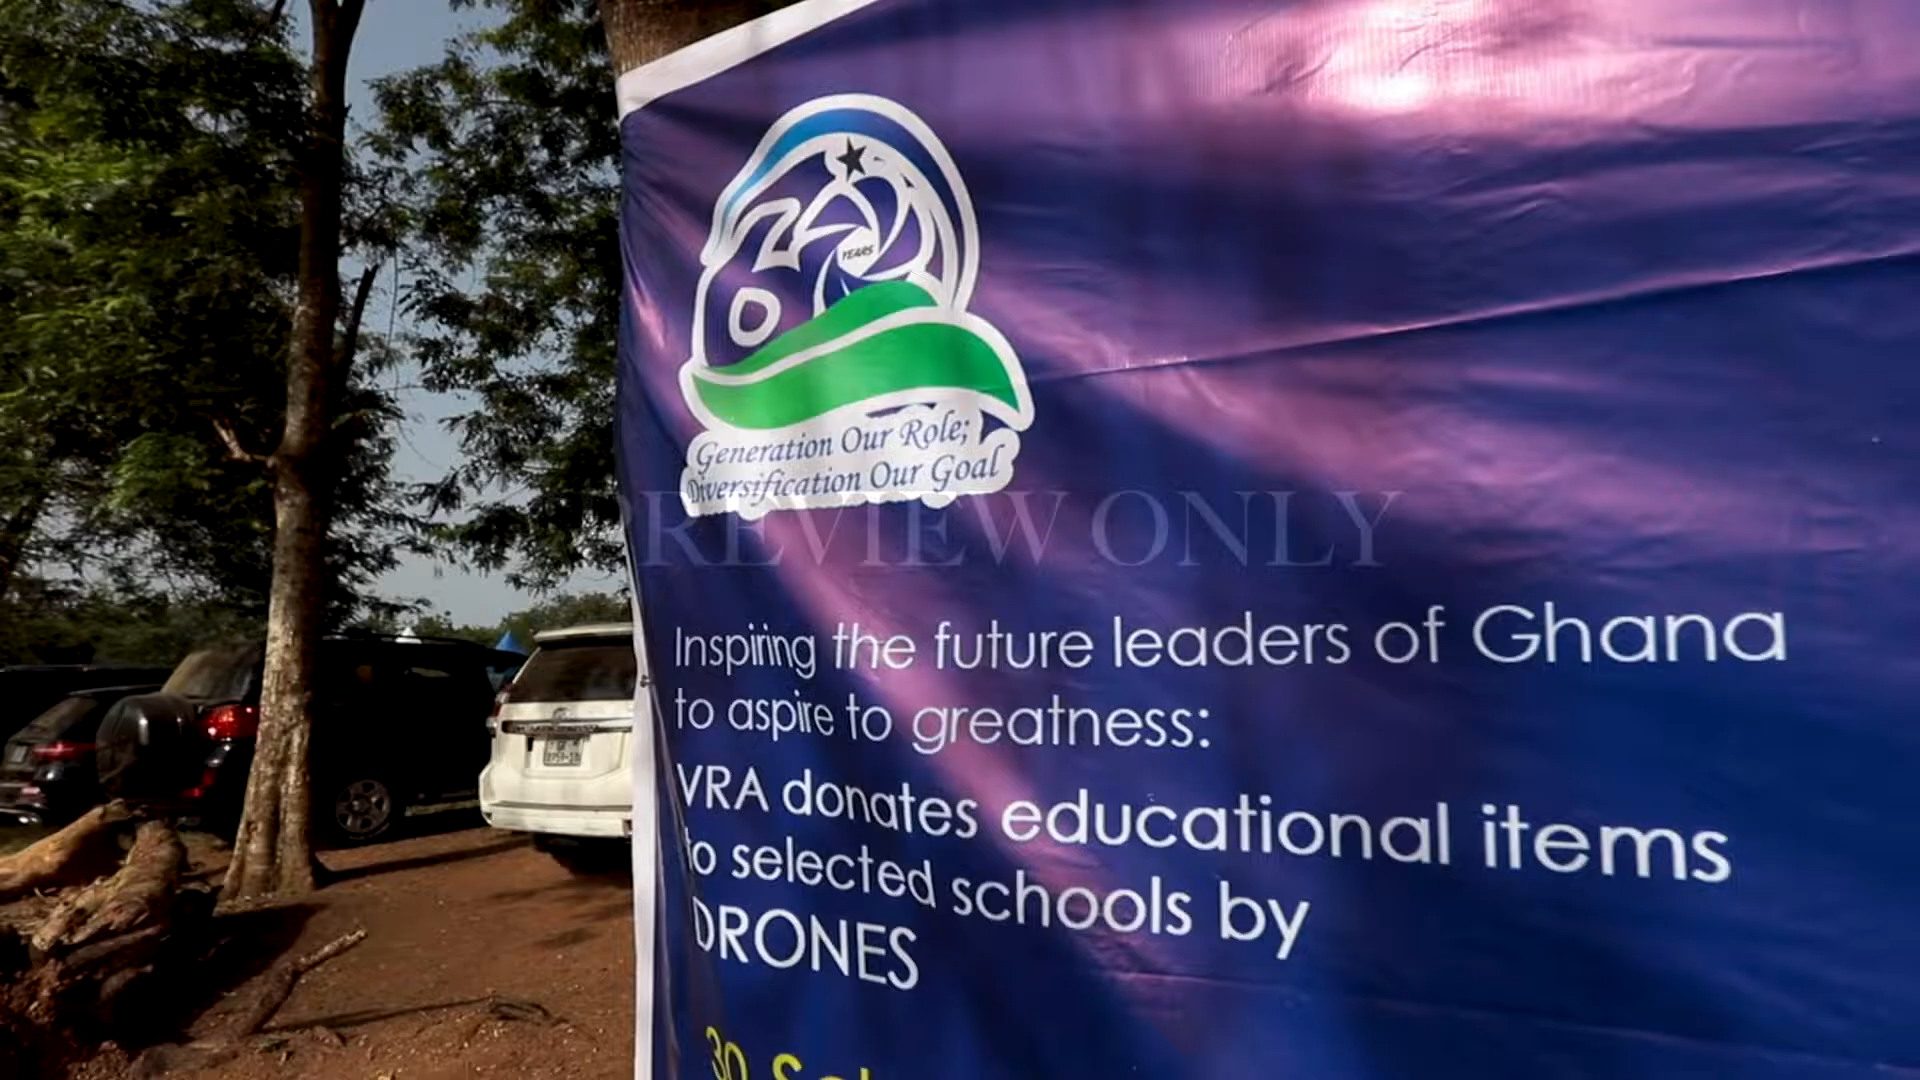 YEARS
Generation Our Role;
Diversification Our Goal
PREVIEW ONLY
Inspiring the future leaders of Ghana
to aspire to greatness:
VRA donates educational items
to selected schools by
DRONES
30